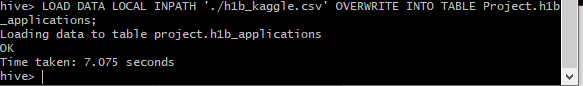 hive> LOAD DATA LOCAL INPATH './h1b_kaggle.csv' OVERWRITE INTO TABLE Project.h1b
_applications;
Loading data to table project.h1b_applications
OK
Time taken: 7.075 seconds
hive>